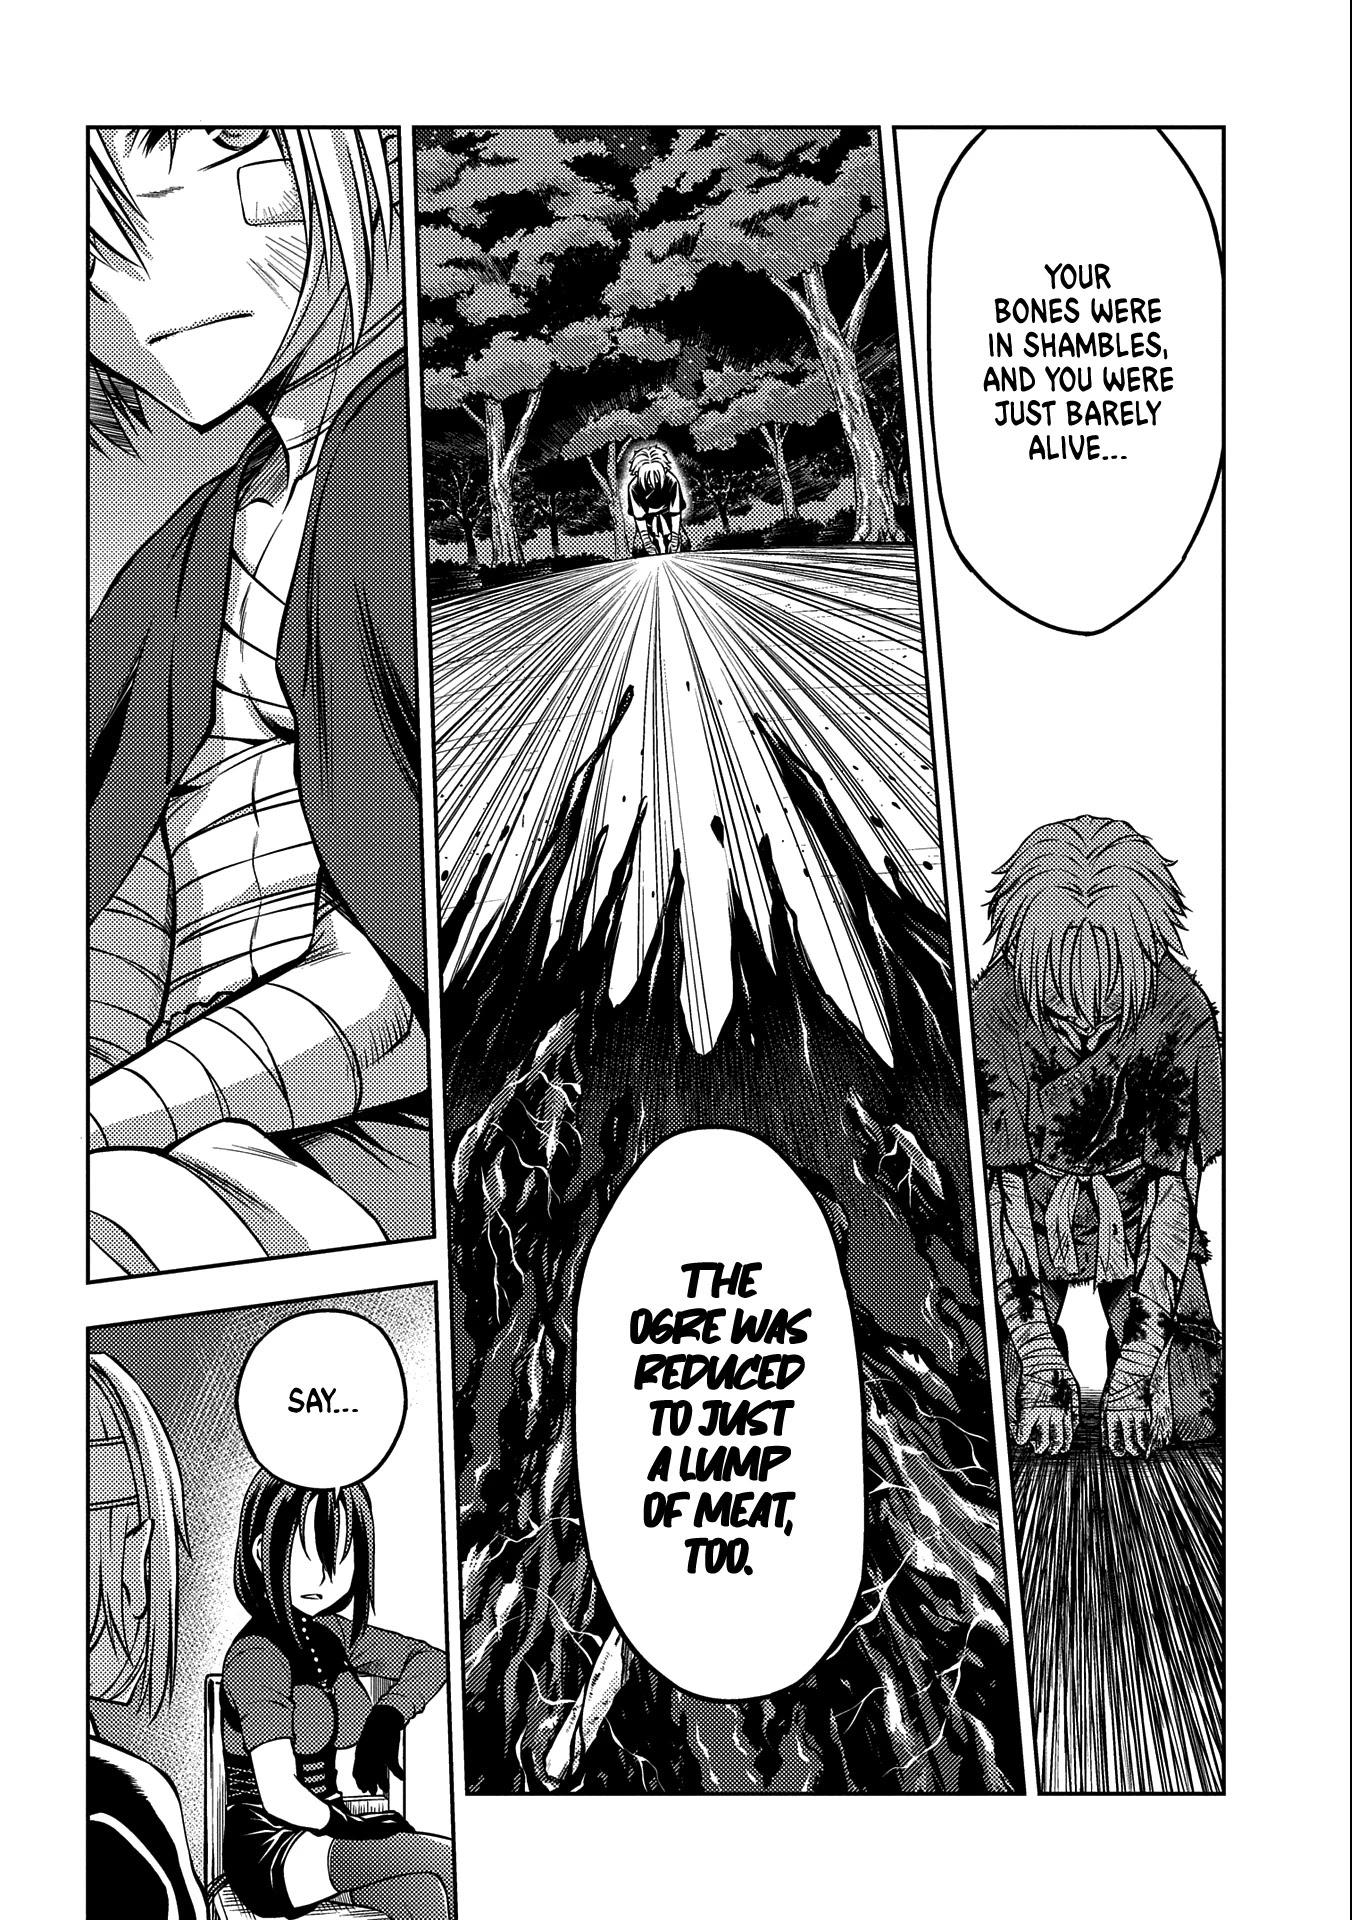 YOUR
BONES WERE
IN SHAMBLES,
AND YOU WERE
JUST BARELY
ALIVE...
THE
OGRE WAS
REDUCED
TO JUST
A LUMP
OF MEAT,
TOO.
SAY...